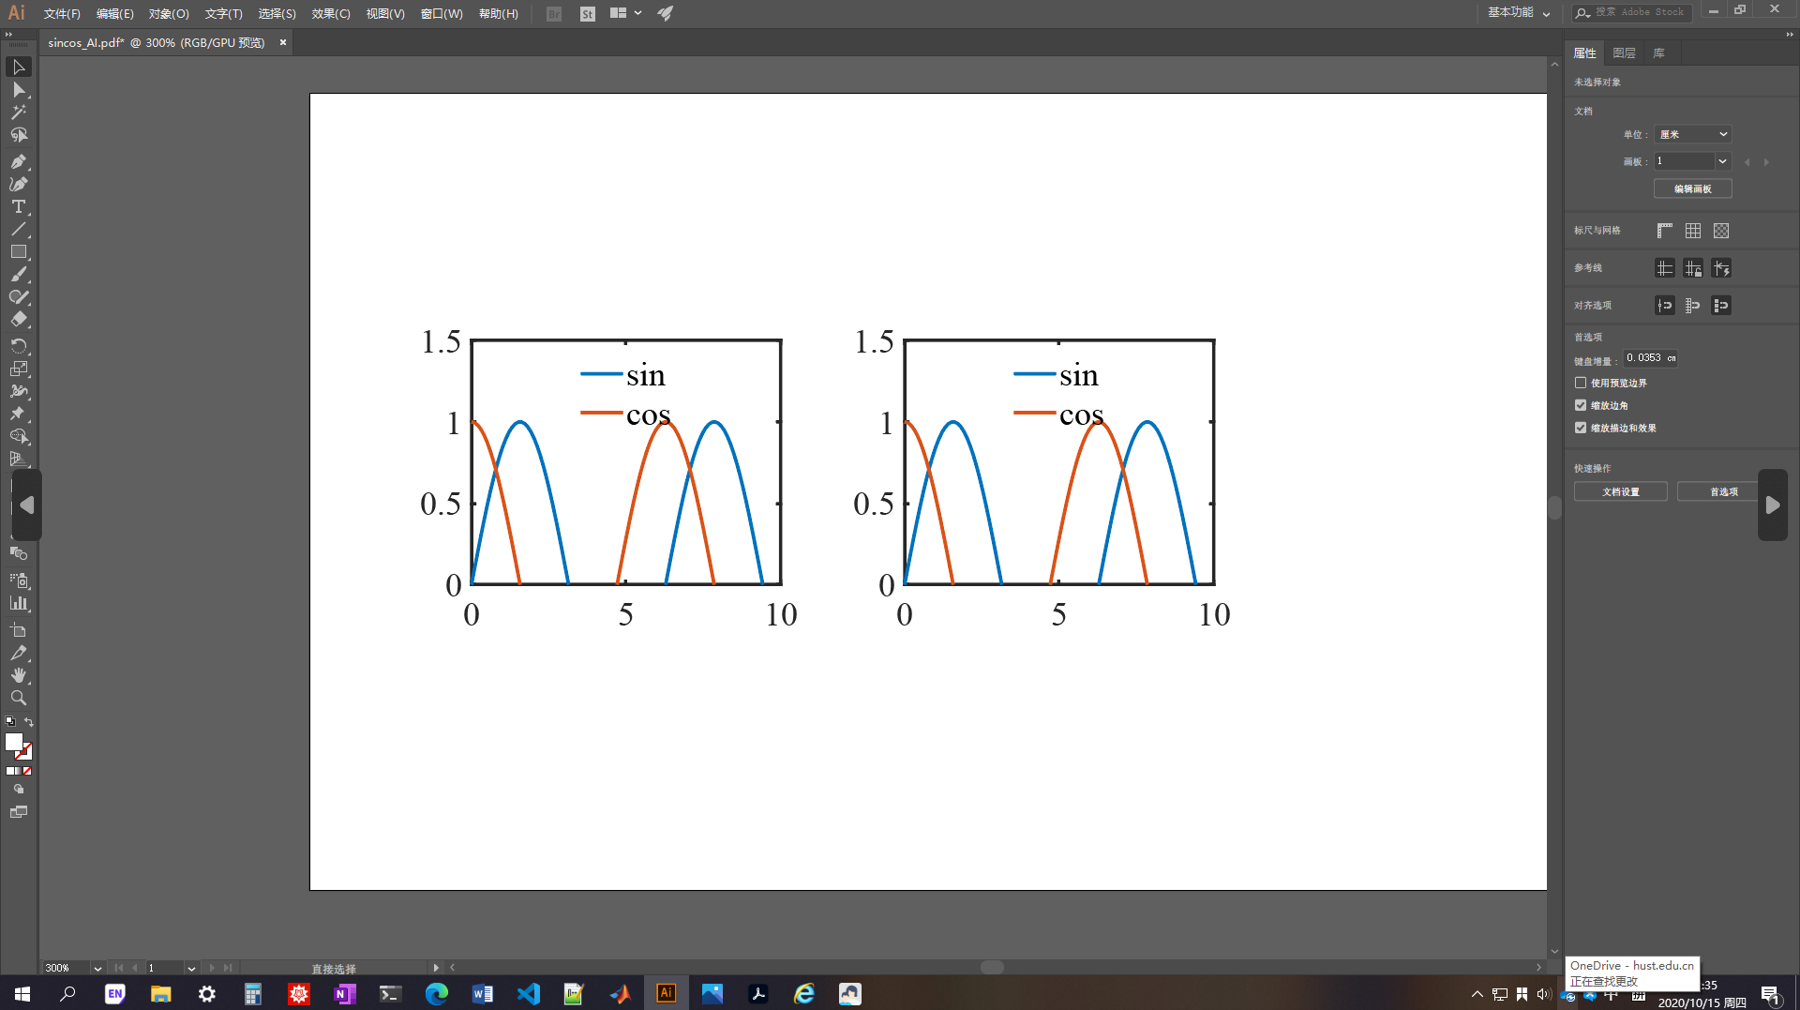 Ai 文件(F) 编辑(E) 对象(O) 文字(T) 选择(S) 效果(C) 视图(V) 窗口(W) 帮助(H) Br St 基本功能 搜索 Adobe Stock
sincos_AI.pdf* @ 300% (RGB/GPU 预览) ×
属性 图层 库
未选择对象
文档
单位: 厘米
画板: 1
编辑画板
标尺与网格
参考线
对齐选项
首选项
键盘增量: 0.0353 cm
使用预览边界
缩放边角
缩放描边和效果
快速操作
文档设置 首选项
1.5
1
0.5
0
0 5 10
sin
cos
1.5
1
0.5
0
0 5 10
sin
cos
300% 1 直接选择
OneDrive - hust.edu.cn
正在查找更改
EN Ai 中 拼 :35
2020/10/15 周四
1